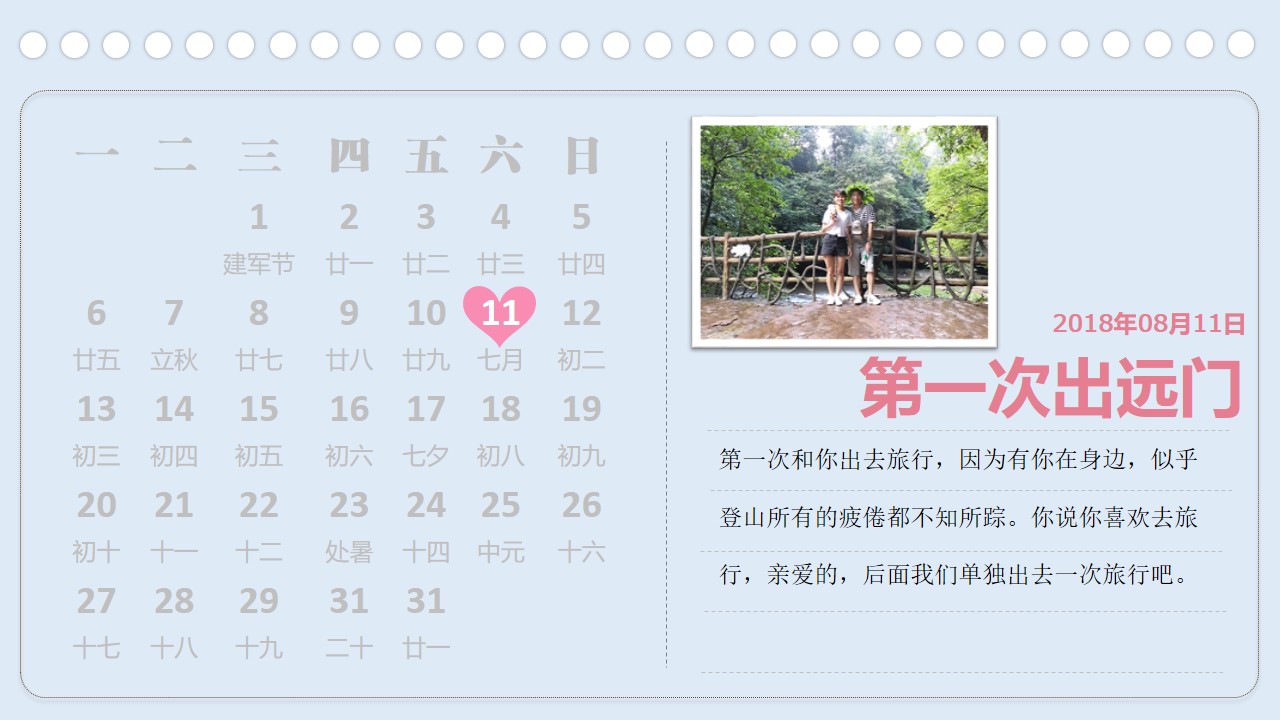 一 二 三 四 五 六 日
1 2 3 4 5
建军节 廿一 廿二 廿三 廿四
6 7 8 9 10 11 12
廿五 立秋 廿七 廿八 廿九 七月 初二
13 14 15 16 17 18 19
初三 初四 初五 初六 七夕 初八 初九
20 21 22 23 24 25 26
初十 十一 十二 处暑 十四 中元 十六
27 28 29 31 31
十七 十八 十九 二十 廿一
2018年08月11日
第一次出远门
第一次和你出去旅行，因为有你在身边，似乎
登山所有的疲倦都不知所踪。你说你喜欢去旅
行，亲爱的，后面我们单独出去一次旅行吧。